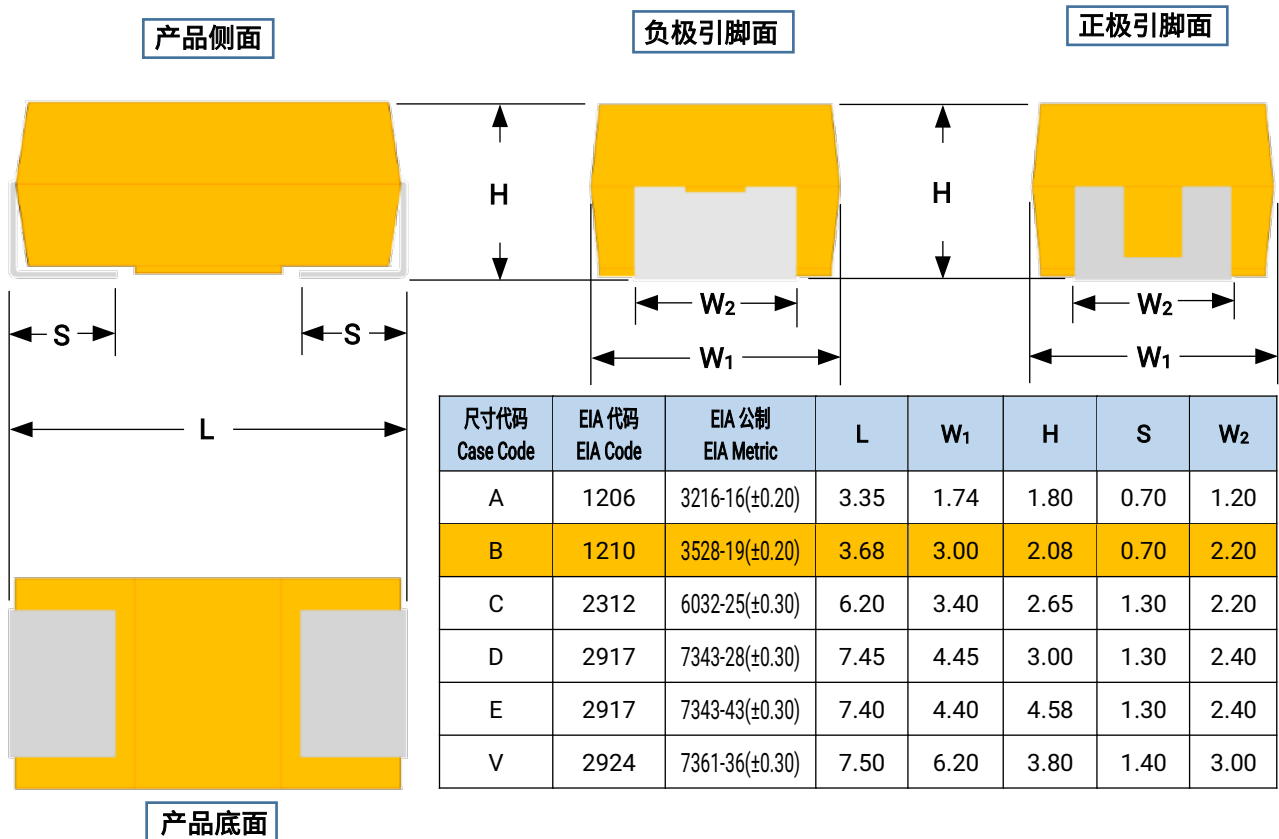 产品侧面
负极引脚面
正极引脚面
H
H
S
S
W₂
W₂
W₁
W₁
L
尺寸代码 EIA 代码 EIA 公制 L W₁ H S W₂
Case Code EIA Code EIA Metric
A 1206 3216-16(±0.20) 3.35 1.74 1.80 0.70 1.20
B 1210 3528-19(±0.20) 3.68 3.00 2.08 0.70 2.20
C 2312 6032-25(±0.30) 6.20 3.40 2.65 1.30 2.20
D 2917 7343-28(±0.30) 7.45 4.45 3.00 1.30 2.40
E 2917 7343-43(±0.30) 7.40 4.40 4.58 1.30 2.40
V 2924 7361-36(±0.30) 7.50 6.20 3.80 1.40 3.00
产品底面